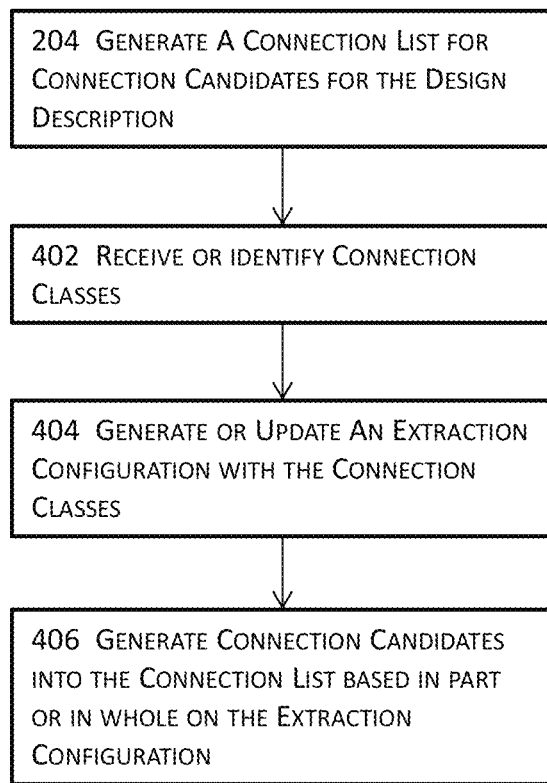 204 GENERATE A CONNECTION LIST FOR
CONNECTION CANDIDATES FOR THE DESIGN
DESCRIPTION
402 RECEIVE OR IDENTIFY CONNECTION
CLASSES
404 GENERATE OR UPDATE AN EXTRACTION
CONFIGURATION WITH THE CONNECTION
CLASSES
406 GENERATE CONNECTION CANDIDATES
INTO THE CONNECTION LIST BASED IN PART
OR IN WHOLE ON THE EXTRACTION
CONFIGURATION